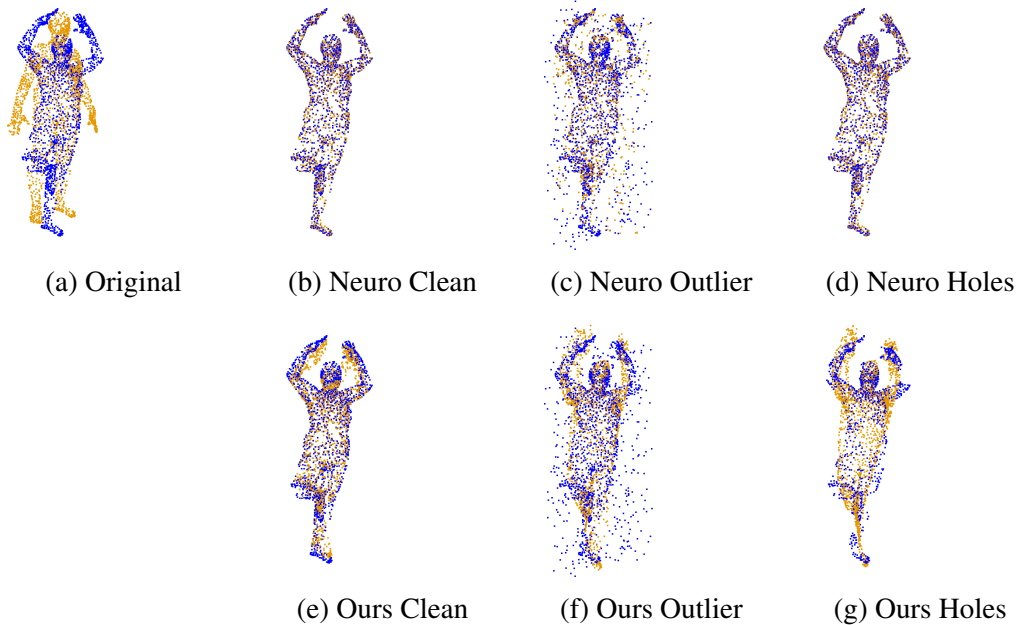 (a) Original
(b) Neuro Clean
(c) Neuro Outlier
(d) Neuro Holes
(e) Ours Clean
(f) Ours Outlier
(g) Ours Holes